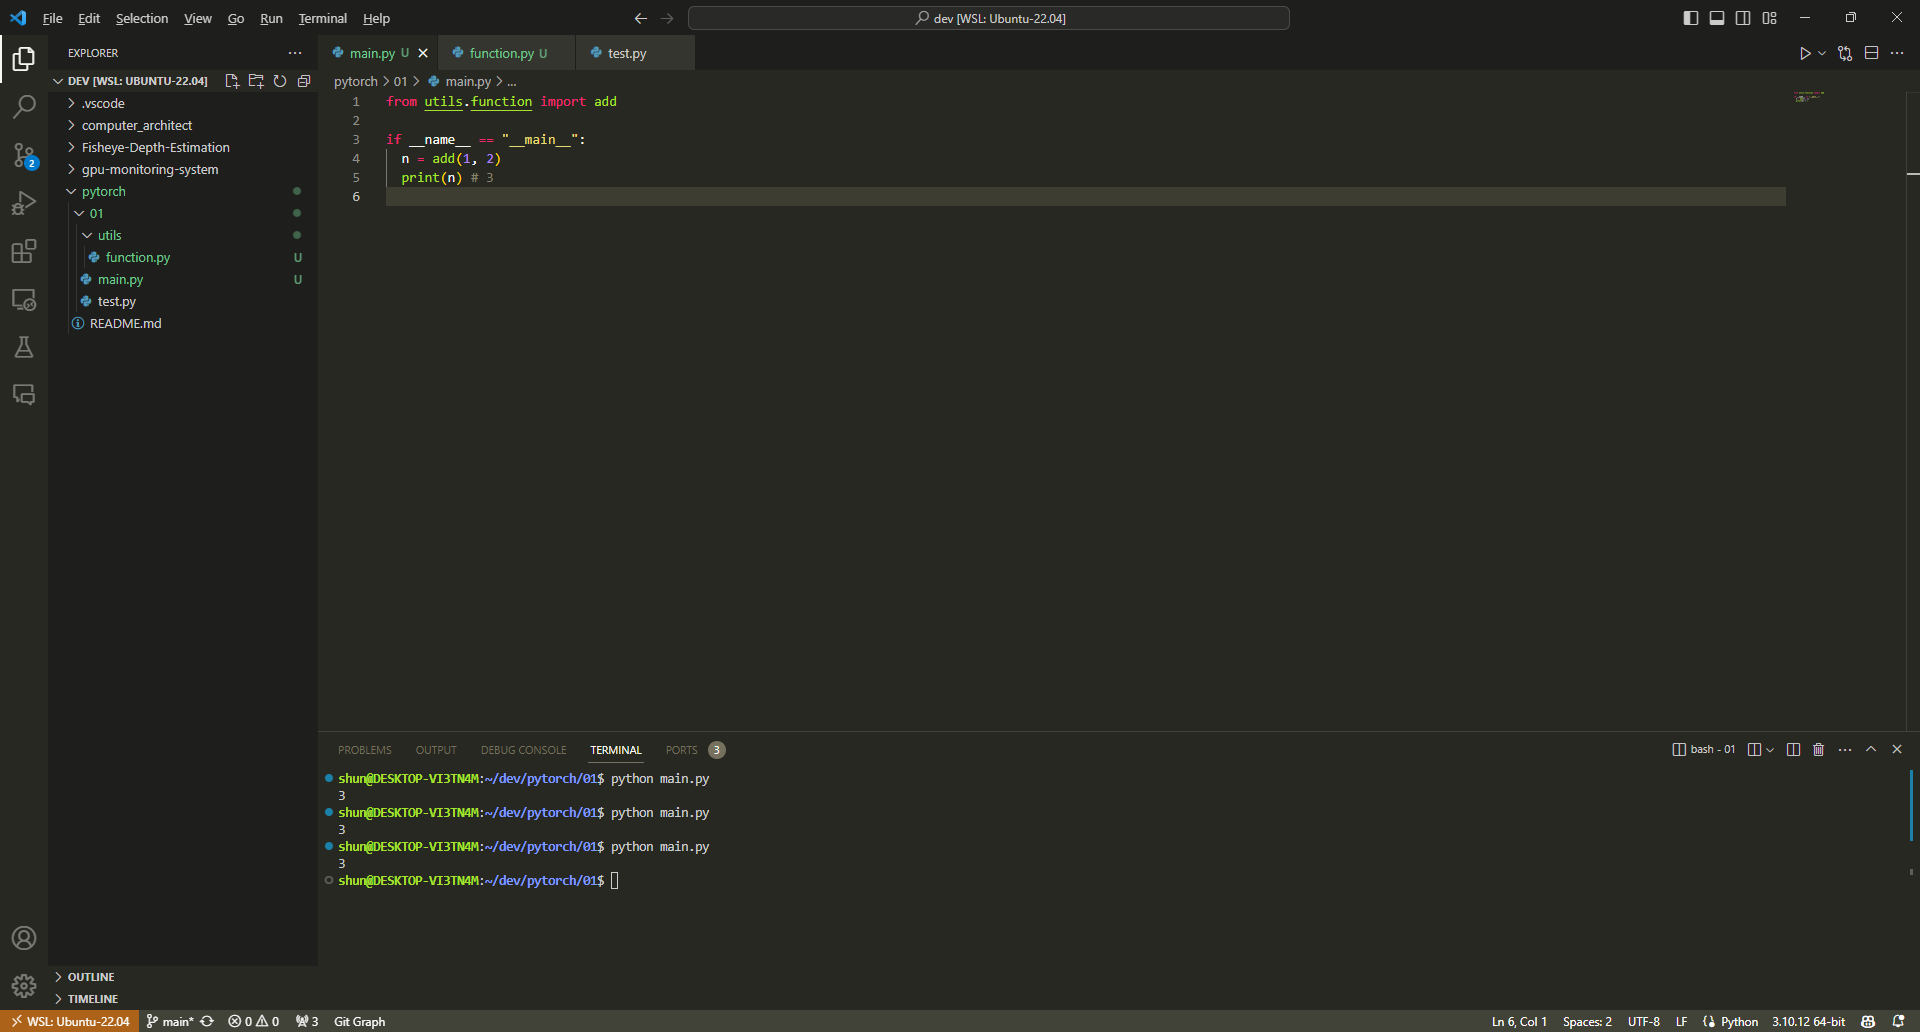 File Edit Selection View Go Run Terminal Help
dev [WSL: Ubuntu-22.04]
EXPLORER
main.py U
function.py U
test.py
DEV [WSL: UBUNTU-22.04]
pytorch > 01 > main.py > ...
.vscode
computer_architect
Fisheye-Depth-Estimation
gpu-monitoring-system
pytorch
01
utils
function.py U
main.py U
test.py
README.md
2
1 from utils.function import add
2
3 if __name__ == "__main__":
4 n = add(1, 2)
5 print(n) # 3
6
PROBLEMS OUTPUT DEBUG CONSOLE TERMINAL PORTS 3
bash - 01
shun@DESKTOP-VI3TN4M:~/dev/pytorch/01$ python main.py
3
shun@DESKTOP-VI3TN4M:~/dev/pytorch/01$ python main.py
3
shun@DESKTOP-VI3TN4M:~/dev/pytorch/01$ python main.py
3
shun@DESKTOP-VI3TN4M:~/dev/pytorch/01$
OUTLINE
TIMELINE
WSL: Ubuntu-22.04 main* 0 0 3 Git Graph
Ln 6, Col 1 Spaces: 2 UTF-8 LF Python 3.10.12 64-bit